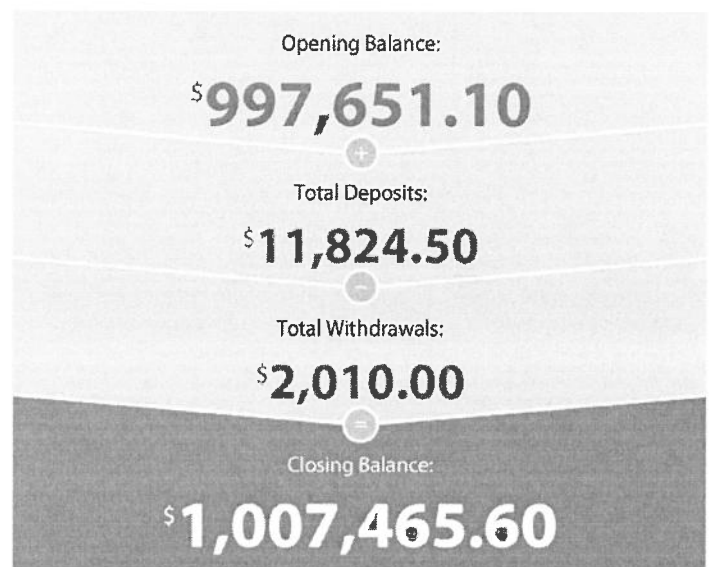 Opening Balance:
$997,651.10
+
Total Deposits:
$11,824.50
-
Total Withdrawals:
$2,010.00
=
Closing Balance:
$1,007,465.60